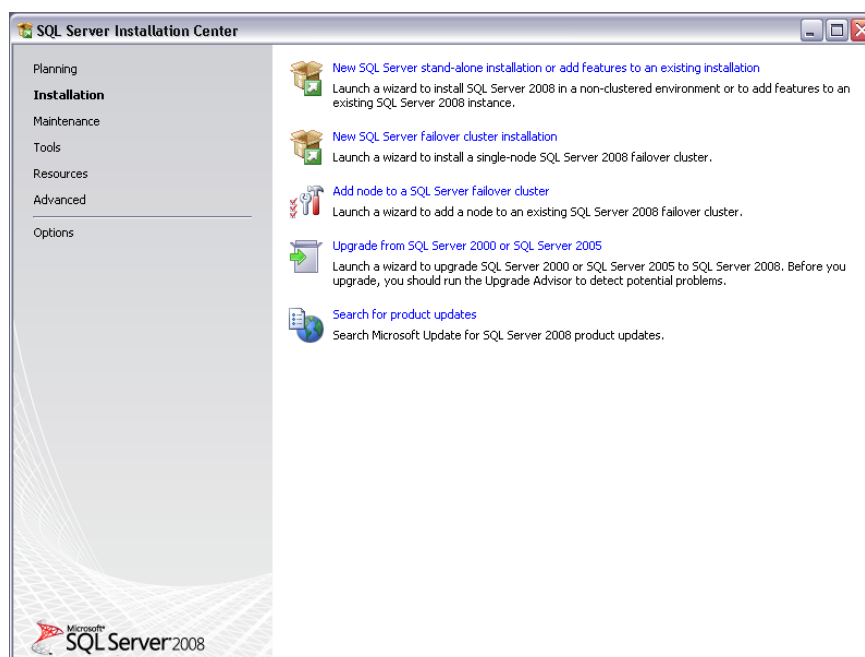 SQL Server Installation Center
Planning
Installation
Maintenance
Tools
Resources
Advanced
Options
New SQL Server stand-alone installation or add features to an existing installation
Launch a wizard to install SQL Server 2008 in a non-clustered environment or to add features to an
existing SQL Server 2008 instance.
New SQL Server failover cluster installation
Launch a wizard to install a single-node SQL Server 2008 failover cluster.
Add node to a SQL Server failover cluster
Launch a wizard to add a node to an existing SQL Server 2008 failover cluster.
Upgrade from SQL Server 2000 or SQL Server 2005
Launch a wizard to upgrade SQL Server 2000 or SQL Server 2005 to SQL Server 2008. Before you
upgrade, you should run the Upgrade Advisor to detect potential problems.
Search for product updates
Search Microsoft Update for SQL Server 2008 product updates.
Microsoft
SQL Server 2008